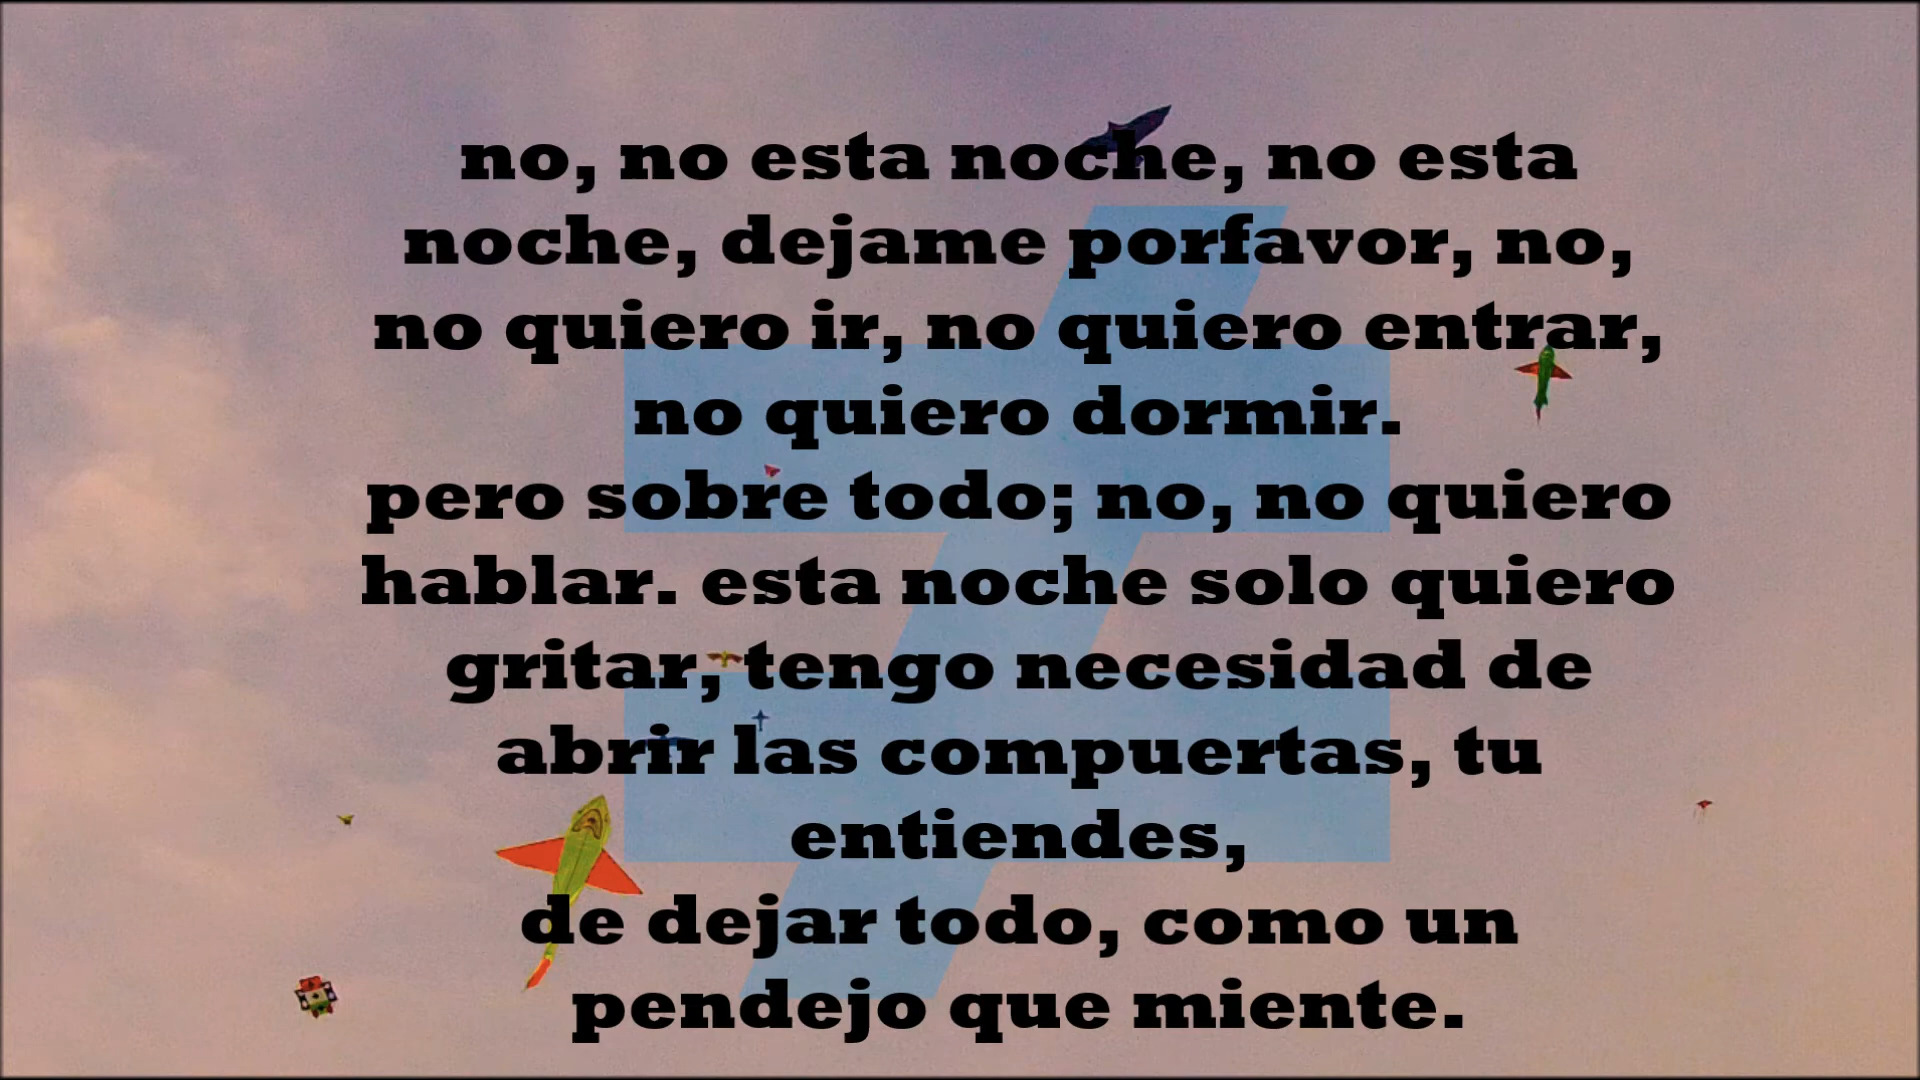 no, no esta noche, no esta
noche, dejame porfavor, no,
no quiero ir, no quiero entrar,
no quiero dormir.
pero sobre todo; no, no quiero
hablar. esta noche solo quiero
gritar, tengo necesidad de
abrir las compuertas, tu
entiendes,
de dejar todo, como un
pendejo que miente.